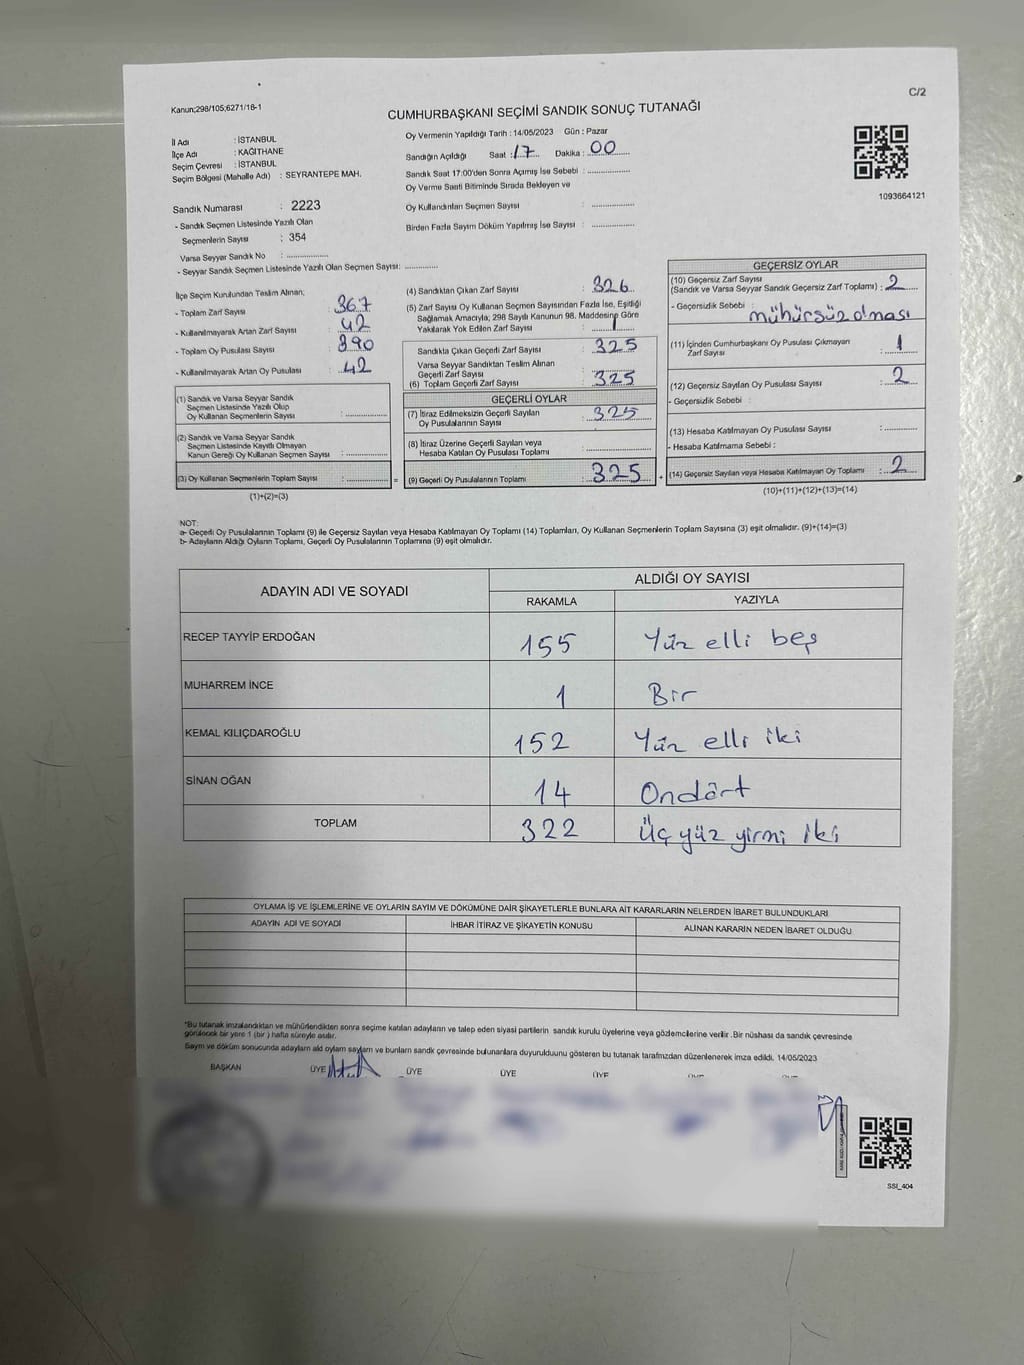 Kanun;298/105;6271/16-1
C/2
CUMHURBAŞKANI SEÇİMİ SANDIK SONUÇ TUTANAĞI
İl Adı : İSTANBUL
İlçe Adı : KAĞITHANE
Seçim Çevresi : İSTANBUL
Seçim Bölgesi (Mahalle Adı) : SEYRANTEPE MAH.
Sandık Numarası : 2223
- Sandık Seçmen Listesinde Yazılı Olan
Seçmenlerin Sayısı : 354
Varsa Seyyar Sandık No : ................
- Seyyar Sandık Seçmen Listesinde Yazılı Olan Seçmen Sayısı: ............
Oy Vermenin Yapıldığı Tarih : 14/05/2023 Gün : Pazar
Sandığın Açıldığı Saat : 17 Dakika : 00
Sandık Saat 17:00'den Sonra Açımış İse Sebebi : ................
Oy Verme Saati Bitiminde Sırada Bekleyen ve
Oy Kullandırılan Seçmen Sayısı : ................
Birden Fazla Sayım Döküm Yapılmış İse Sayısı : ................
1093664121
İlçe Seçim Kurulundan Teslim Alınan;
- Toplam Zarf Sayısı : 367
- Kullanılmayarak Artan Zarf Sayısı : 42
- Toplam Oy Pusulası Sayısı : 390
- Kullanılmayarak Artan Oy Pusulası : 42
(1) Sandık ve Varsa Seyyar Sandık
Seçmen Listesinde Yazılı Olup
Oy Kullanan Seçmenlerin Sayısı : ................
(2) Sandık ve Varsa Seyyar Sandık
Seçmen Listesinde Kayıtlı Olmayan
Kanun Gereği Oy Kullanan Seçmen Sayısı : ................
(3) Oy Kullanan Seçmenlerin Toplam Sayısı : ................ =
(1)+(2)=(3)
(4) Sandıktan Çıkan Zarf Sayısı : 326
(5) Zarf Sayısı Oy Kullanan Seçmen Sayısından Fazla İse, Eşitliği
Sağlamak Amacıyla; 298 Sayılı Kanunun 98. Maddesine Göre
Yakılarak Yok Edilen Zarf Sayısı : 1
Sandıkta Çıkan Geçerli Zarf Sayısı : 325
Varsa Seyyar Sandıktan Teslim Alınan
Geçerli Zarf Sayısı
(6) Toplam Geçerli Zarf Sayısı : 325
GEÇERLİ OYLAR
(7) İtiraz Edilmeksizin Geçerli Sayılan
Oy Pusulalarının Sayısı : 325
(8) İtiraz Üzerine Geçerli Sayılan veya
Hesaba Katılan Oy Pusulası Toplamı : ................
(9) Geçerli Oy Pusulalarının Toplamı : 325 +
GEÇERSİZ OYLAR
(10) Geçersiz Zarf Sayısı
(Sandık ve Varsa Seyyar Sandık Geçersiz Zarf Toplamı) : 2
- Geçersizlik Sebebi : mühürsüz olması
(11) İçinden Cumhurbaşkanı Oy Pusulası Çıkmayan
Zarf Sayısı : 1
(12) Geçersiz Sayılan Oy Pusulası Sayısı : 2
- Geçersizlik Sebebi :
(13) Hesaba Katılmayan Oy Pusulası Sayısı : ............
- Hesaba Katılmama Sebebi :
(14) Geçersiz Sayılan veya Hesaba Katılmayan Oy Toplamı : 2
(10)+(11)+(12)+(13)=(14)
NOT:
a- Geçerli Oy Pusulalarının Toplamı (9) ile Geçersiz Sayılan veya Hesaba Katılmayan Oy Toplamı (14) Toplamları, Oy Kullanan Seçmenlerin Toplam Sayısına (3) eşit olmalıdır. (9)+(14)=(3)
b- Adayların Aldığı Oyların Toplamı, Geçerli Oy Pusulalarının Toplamına (9) eşit olmalıdır.
ADAYIN ADI VE SOYADI
ALDIĞI OY SAYISI
RAKAMLA YAZIYLA
RECEP TAYYİP ERDOĞAN 155 Yüz elli beş
MUHARREM İNCE 1 Bir
KEMAL KILIÇDAROĞLU 152 Yüz elli iki
SİNAN OĞAN 14 Ondört
TOPLAM 322 Üç yüz yirmi iki
OYLAMA İŞ VE İŞLEMLERİNE VE OYLARIN SAYIM VE DÖKÜMÜNE DAİR ŞİKAYETLERLE BUNLARA AİT KARARLARIN NELERDEN İBARET BULUNDUKLARI
ADAYIN ADI VE SOYADI İHBAR İTİRAZ VE ŞİKAYETİN KONUSU ALINAN KARARIN NEDEN İBARET OLDUĞU
*Bu tutanak imzalandıktan ve mühürlendikten sonra seçime katılan adayların ve talep eden siyasi partilerin sandık kurulu üyelerine veya gözlemcilerine verilir. Bir nüshası da sandık çevresinde
görülecek bir yere 1 (bir) hafta süreyle asılır.
Sayım ve döküm sonucunda adayların aldı oyların sayların ve bunların sandık çevresinde bulunanlara duyurulduunu gösteren bu tutanak tarafımızdan düzenlenerek imza edildi. 14/05/2023
BAŞKAN ÜYE ÜYE ÜYE ÜYE
SSI_404